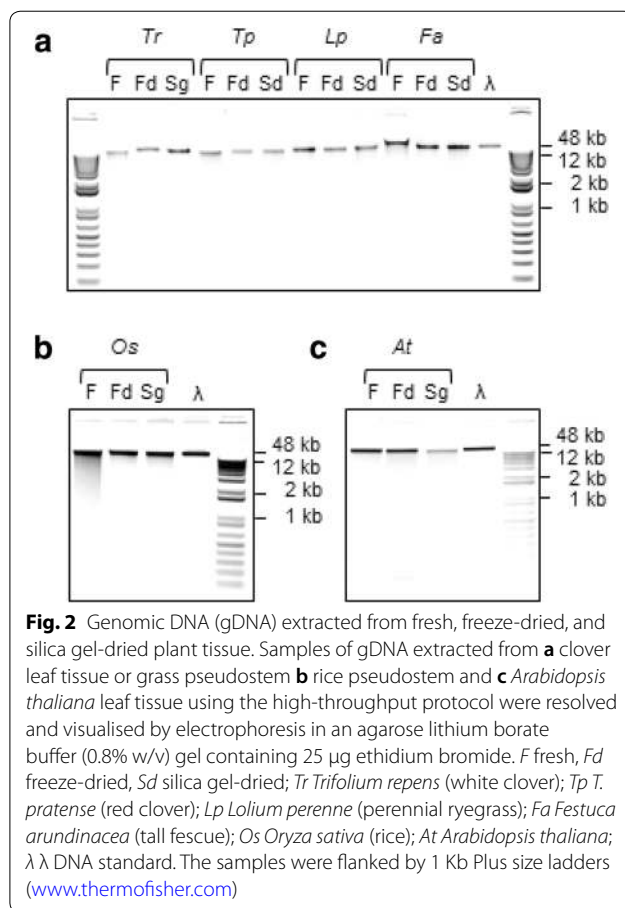 a
Tr Tp Lp Fa
F Fd Sg F Fd Sd F Fd Sd F Fd Sd λ
48 kb
12 kb
2 kb
1 kb
b
Os
F Fd Sg λ
48 kb
12 kb
2 kb
1 kb
c
At
F Fd Sg λ
48 kb
12 kb
2 kb
1 kb
Fig. 2 Genomic DNA (gDNA) extracted from fresh, freeze-dried, and
silica gel-dried plant tissue. Samples of gDNA extracted from a clover
leaf tissue or grass pseudostem b rice pseudostem and c Arabidopsis
thaliana leaf tissue using the high-throughput protocol were resolved
and visualised by electrophoresis in an agarose lithium borate
buffer (0.8% w/v) gel containing 25 μg ethidium bromide. F fresh, Fd
freeze-dried, Sd silica gel-dried; Tr Trifolium repens (white clover); Tp T.
pratense (red clover); Lp Lolium perenne (perennial ryegrass); Fa Festuca
arundinacea (tall fescue); Os Oryza sativa (rice); At Arabidopsis thaliana;
λ λ DNA standard. The samples were flanked by 1 Kb Plus size ladders
(www.thermofisher.com)